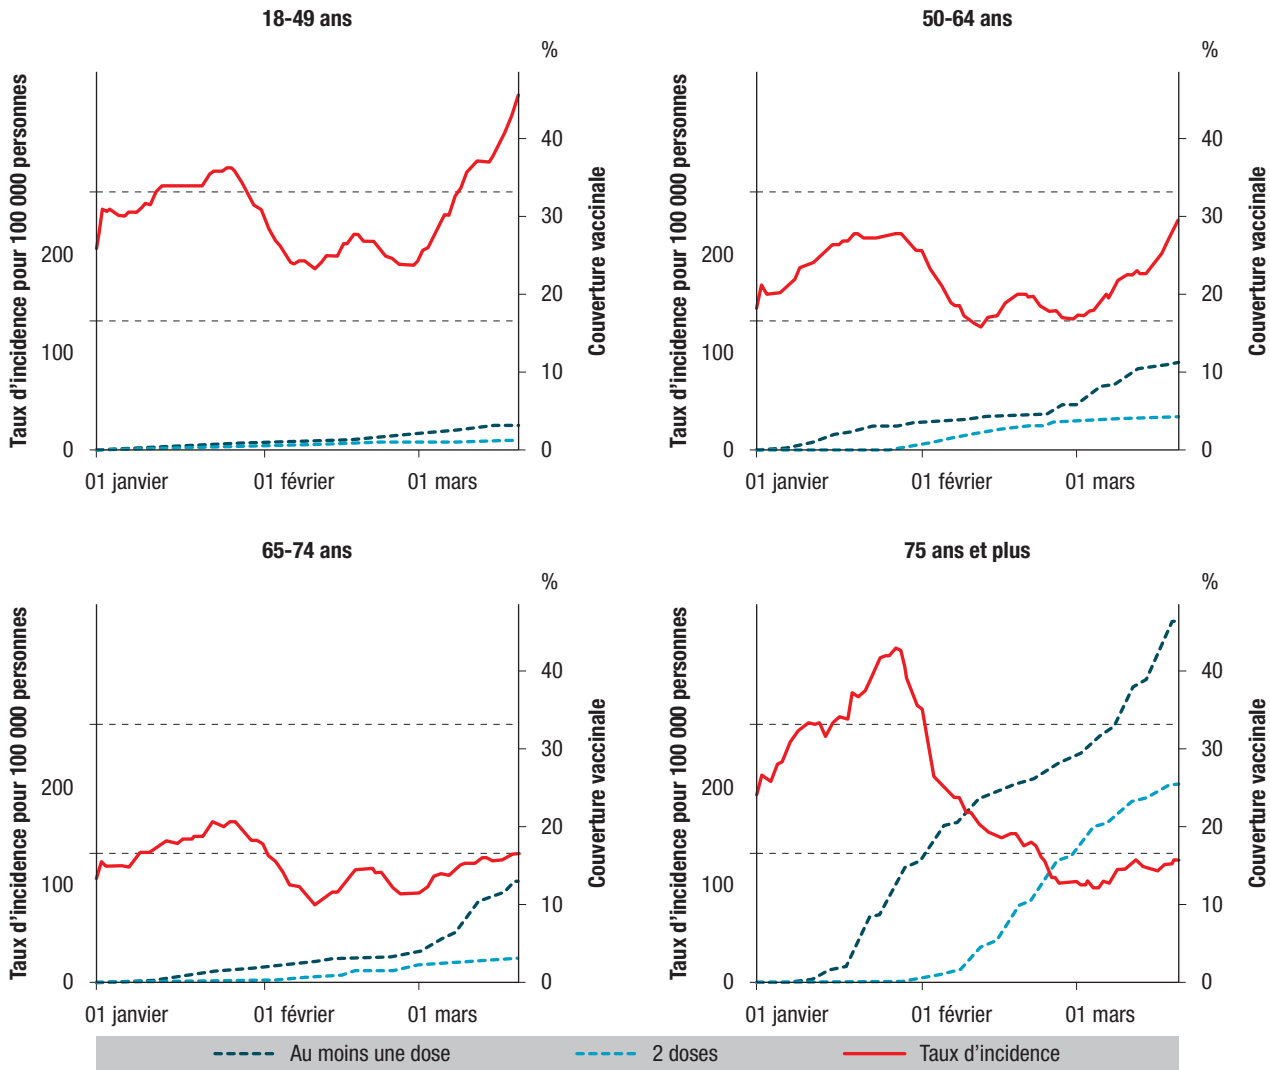 18-49 ans
%
Taux d'incidence pour 100 000 personnes
200
100
0
40
30
20
10
0
Couverture vaccinale
01 janvier
01 février
01 mars
50-64 ans
%
Taux d'incidence pour 100 000 personnes
200
100
0
40
30
20
10
0
Couverture vaccinale
01 janvier
01 février
01 mars
65-74 ans
%
Taux d'incidence pour 100 000 personnes
200
100
0
40
30
20
10
0
Couverture vaccinale
01 janvier
01 février
01 mars
75 ans et plus
%
Taux d'incidence pour 100 000 personnes
200
100
0
40
30
20
10
0
Couverture vaccinale
01 janvier
01 février
01 mars
Au moins une dose
2 doses
Taux d'incidence